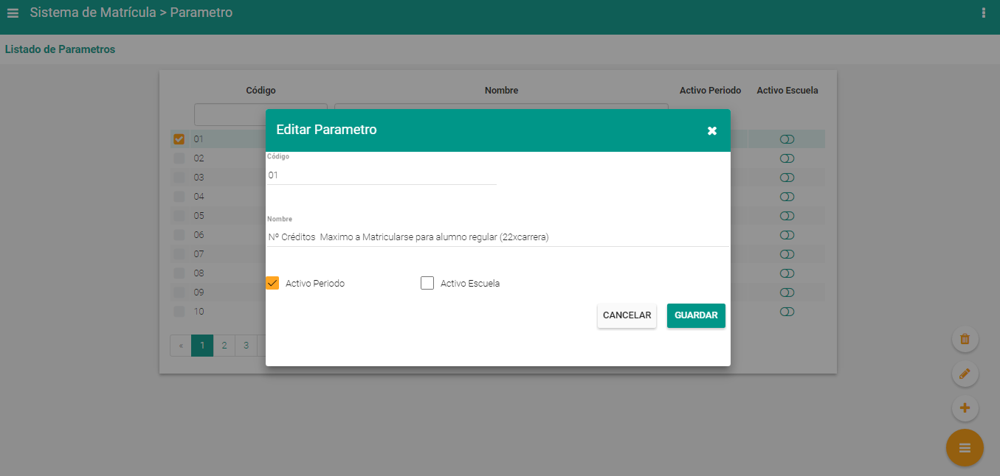 Sistema de Matrícula > Parametro
Listado de Parametros
Código Nombre Activo Periodo Activo Escuela
Editar Parametro
Código
01
Nombre
Nº Créditos  Maximo a Matricularse para alumno regular (22xcarrera)
Activo Periodo Activo Escuela
CANCELAR GUARDAR
01
02
03
04
05
06
07
08
09
10
« 1 2 3